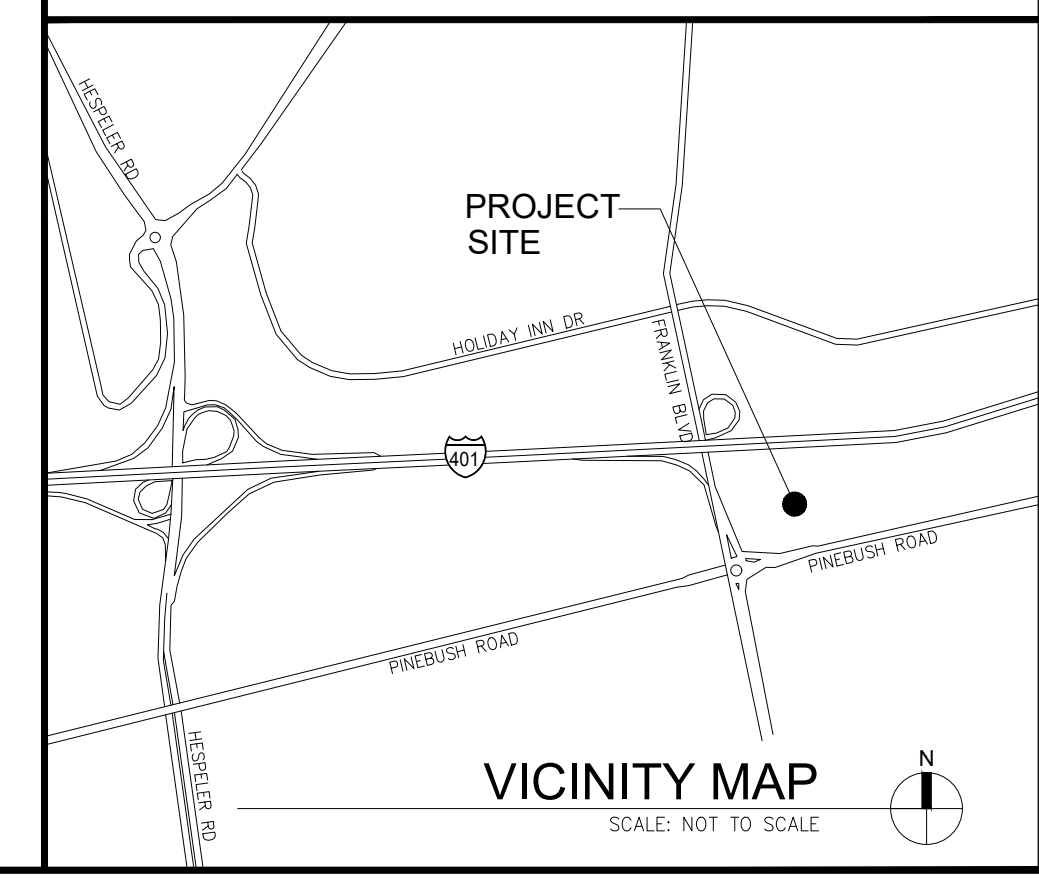 HESPELER RD
PROJECT
SITE
HOLIDAY INN DR
FRANKLIN BLVD
401
PINEBUSH ROAD
PINEBUSH ROAD
HESPELER RD
VICINITY MAP
N
SCALE: NOT TO SCALE